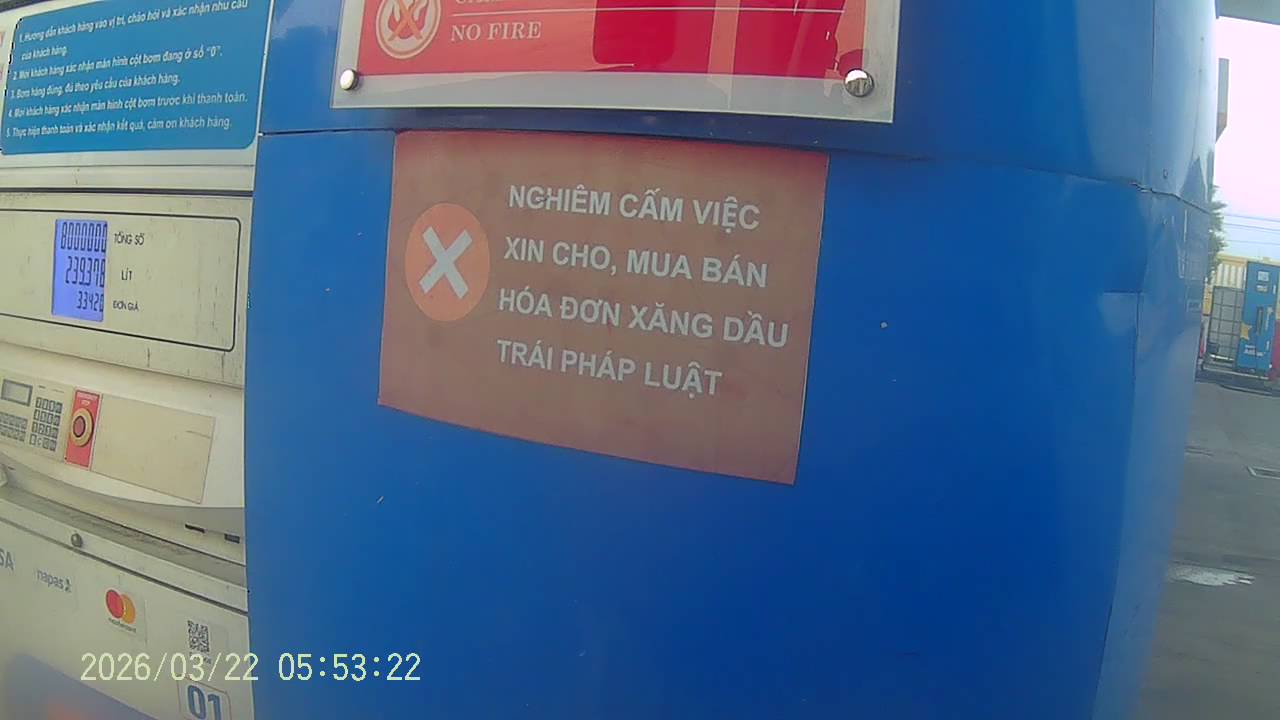 1. Hướng dẫn khách hàng vào vị trí, chào hỏi và xác nhận nhu cầu
của khách hàng.
2. Mời khách hàng xác nhận màn hình cột bơm đang ở số "0".
3. Bơm hàng đúng, đủ theo yêu cầu của khách hàng.
4. Mời khách hàng xác nhận màn hình cột bơm trước khi thanh toán.
5. Thực hiện thanh toán và xác nhận kết quả, cảm ơn khách hàng.
NO FIRE
NGHIÊM CẤM VIỆC
XIN CHO, MUA BÁN
HÓA ĐƠN XĂNG DẦU
TRÁI PHÁP LUẬT
8000000 TỔNG SỐ
239.378 LÍT
33420 ĐƠN GIÁ
napas
mastercard
01
2026/03/22 05:53:22